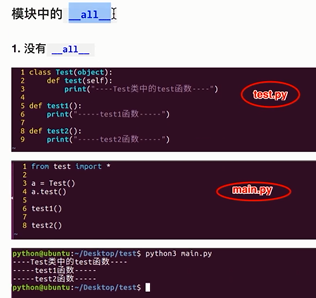 模块中的 __all__
1. 没有 __all__
1 class Test(object):
2     def test(self):
3         print("----Test类中的test函数----")
4
5 def test1():
6     print("-----test1函数-----")
7
8 def test2():
9     print("-----test2函数-----")
test.py
1 from test import *
2
3 a = Test()
4 a.test()
5
6 test1()
7
8 test2()
main.py
python@ubuntu:~/Desktop/test$ python3 main.py
----Test类中的test函数----
-----test1函数-----
-----test2函数-----
python@ubuntu:~/Desktop/test$